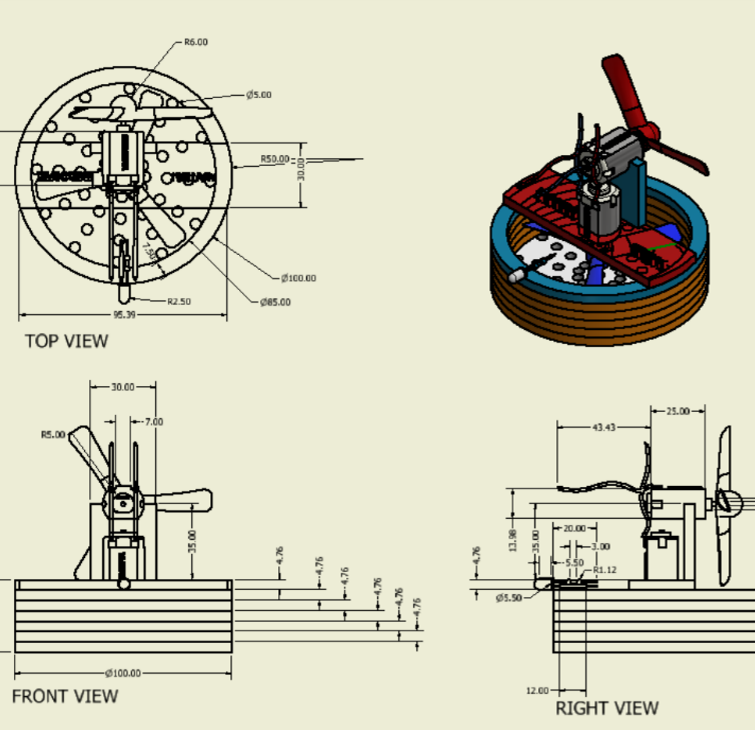 R6.00
Ø5.00
R50.00
30.00
7.50
Ø100.00
R2.50
Ø85.00
95.39
TOP VIEW
30.00
7.00
R5.00
35.00
4.76
4.76
4.76
4.76
4.76
4.76
Ø100.00
FRONT VIEW
25.00
43.43
13.98
35.00
20.00
3.00
4.76
5.50
R1.12
Ø5.50
12.00
RIGHT VIEW